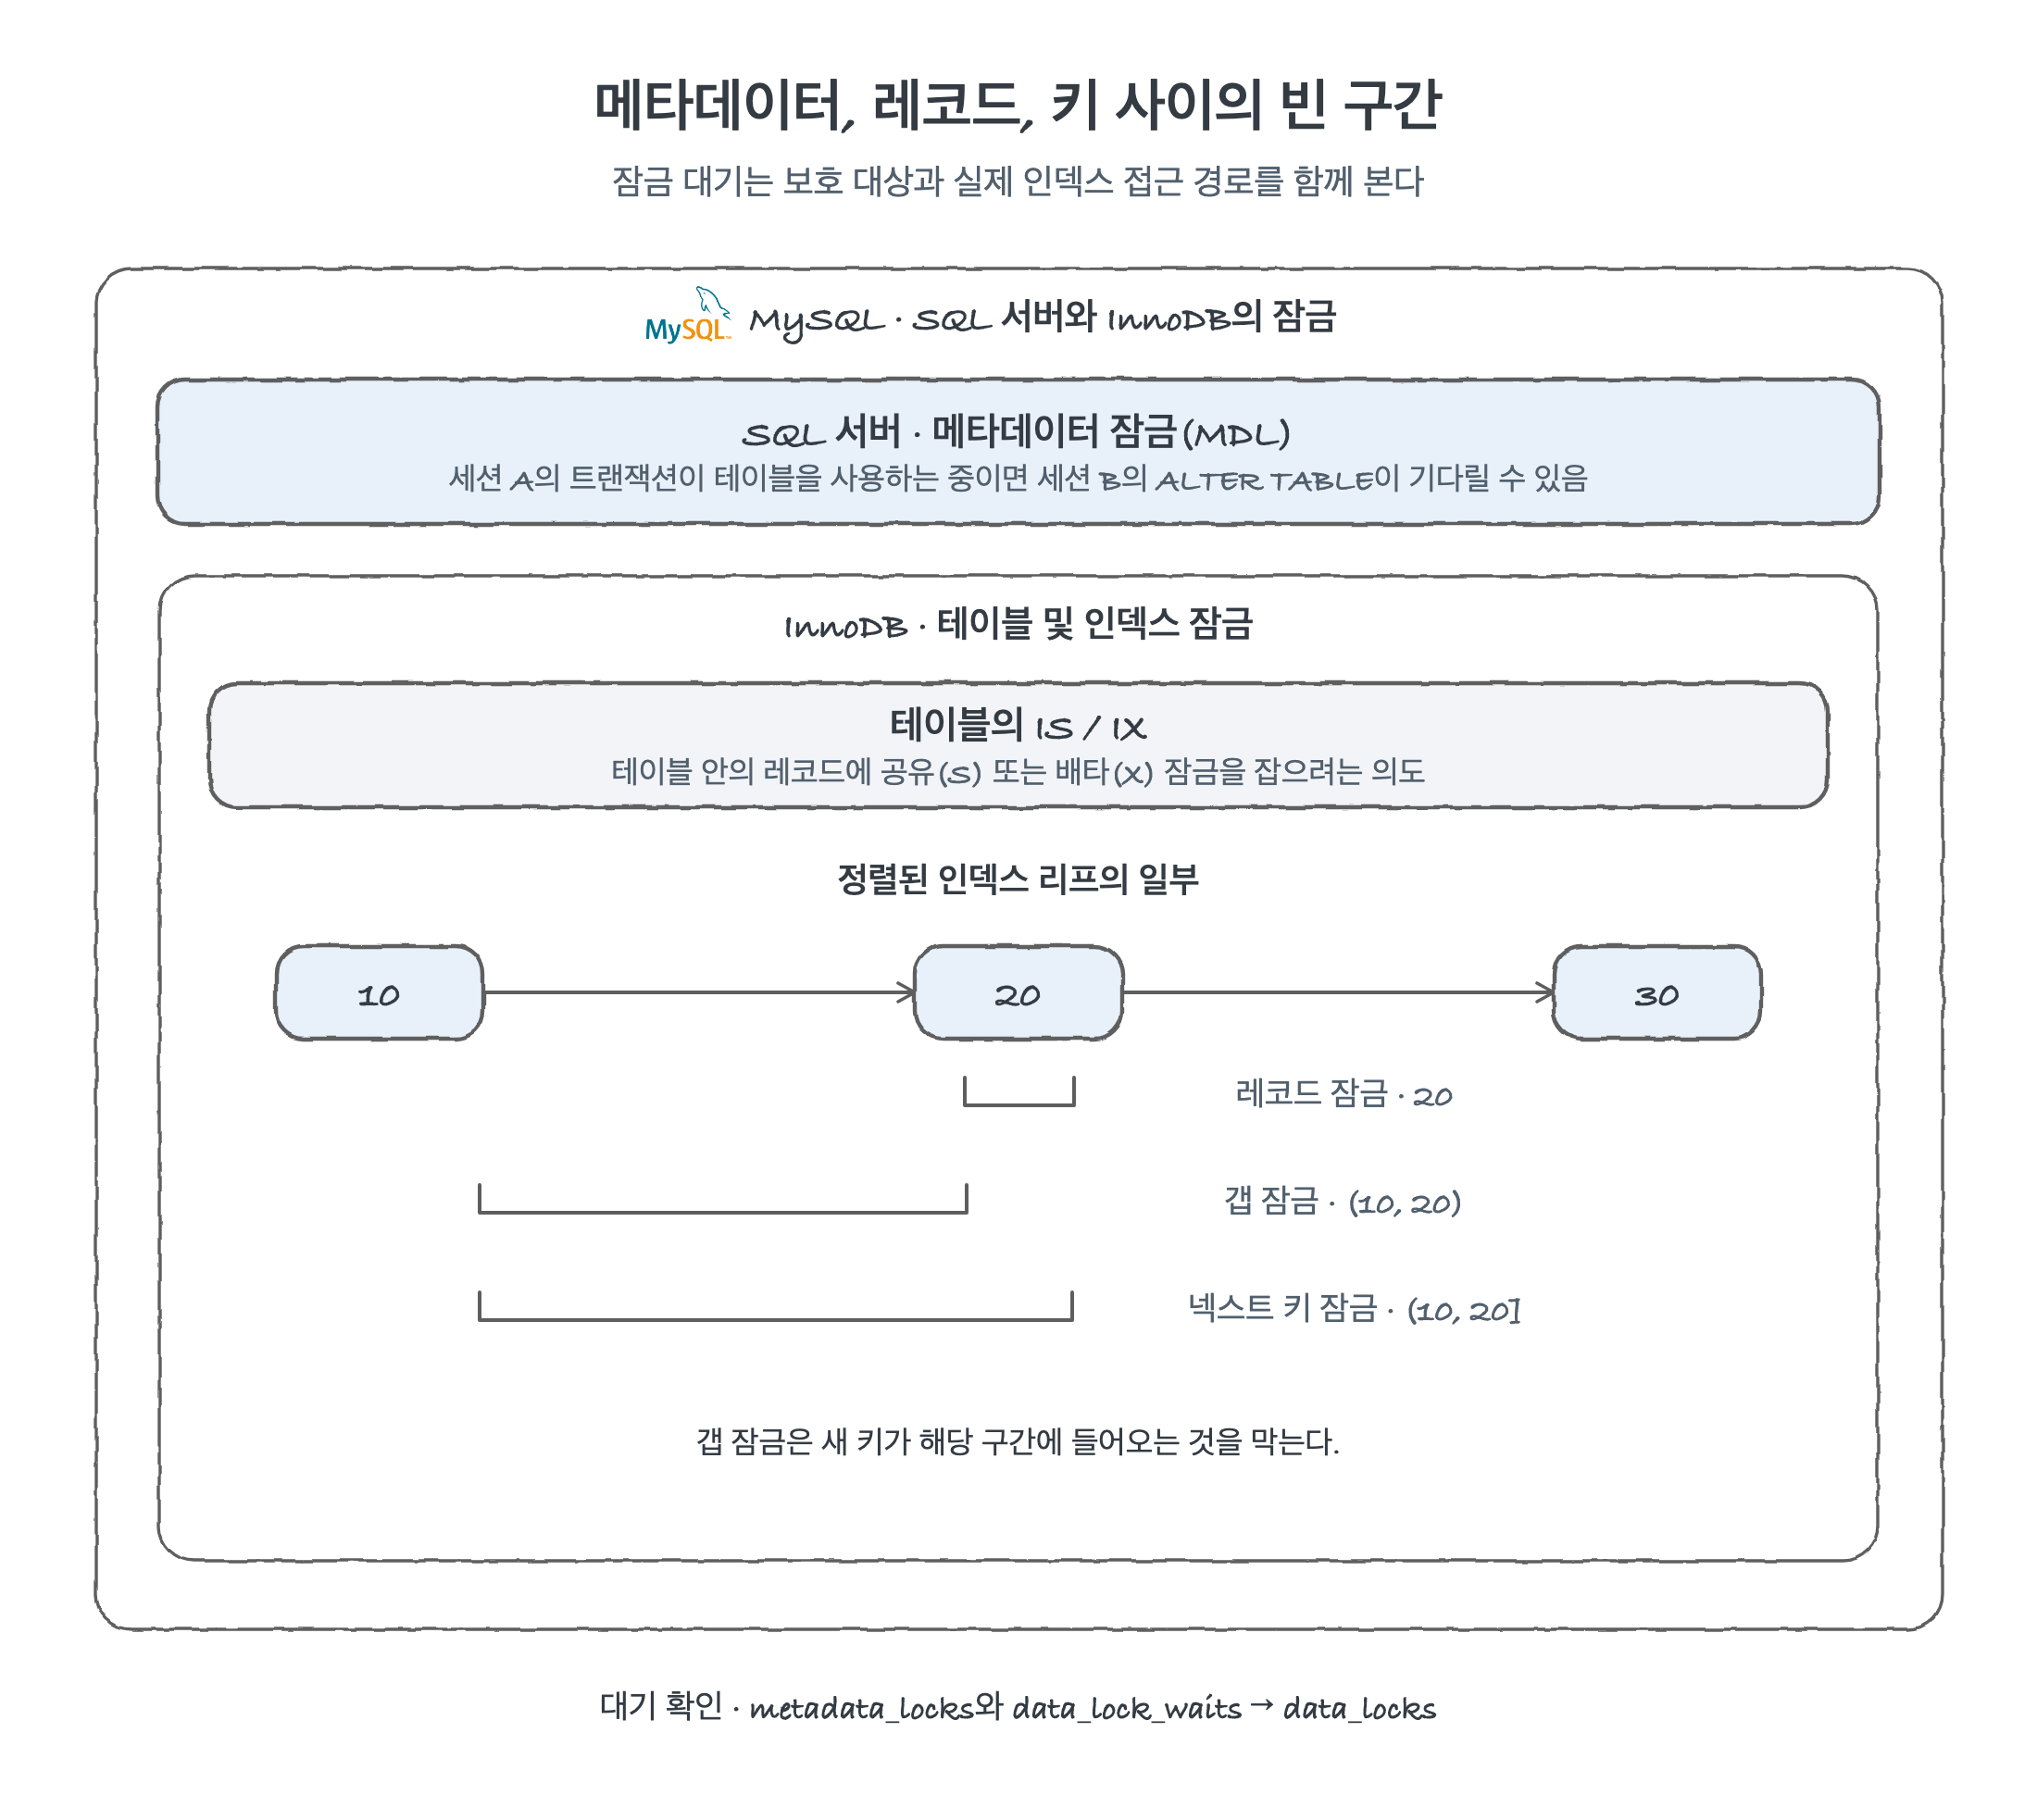 메타데이터, 레코드, 키 사이의 빈 구간
잠금 대기는 보호 대상과 실제 인덱스 접근 경로를 함께 본다
MySQL™ MySQL · SQL 서버와 InnoDB의 잠금
SQL 서버 · 메타데이터 잠금(MDL)
세션 A의 트랜잭션이 테이블을 사용하는 중이면 세션 B의 ALTER TABLE이 기다릴 수 있음
InnoDB · 테이블 및 인덱스 잠금
테이블의 IS / IX
테이블 안의 레코드에 공유(S) 또는 배타(X) 잠금을 잡으려는 의도
정렬된 인덱스 리프의 일부
10 20 30
레코드 잠금 · 20
갭 잠금 · (10, 20)
넥스트 키 잠금 · (10, 20]
갭 잠금은 새 키가 해당 구간에 들어오는 것을 막는다.
대기 확인 · metadata_locks와 data_lock_waits → data_locks